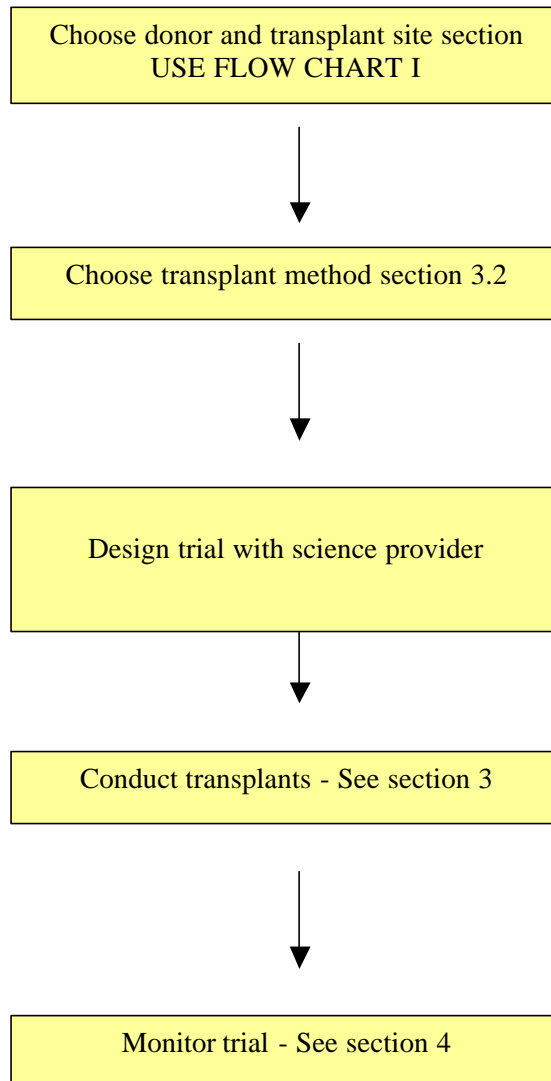 Choose donor and transplant site section
USE FLOW CHART I
Choose transplant method section 3.2
Design trial with science provider
Conduct transplants - See section 3
Monitor trial - See section 4